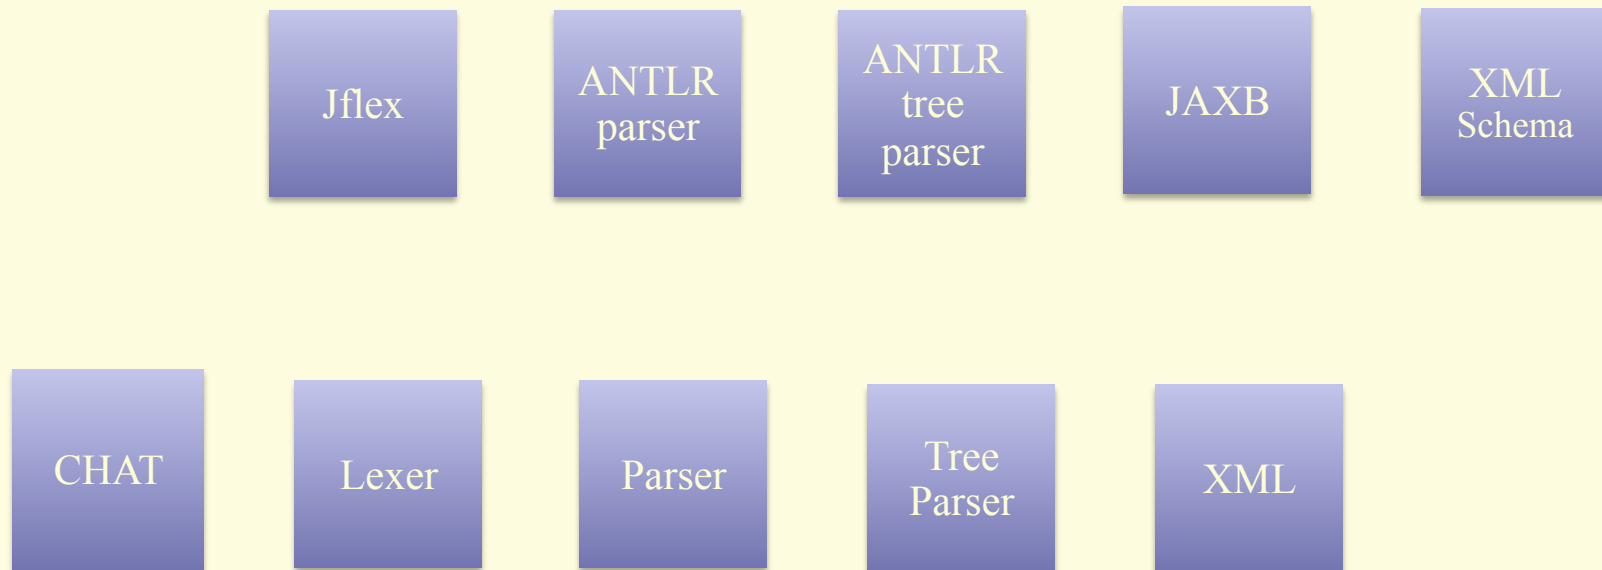 Jflex
ANTLR
parser
ANTLR
tree
parser
JAXB
XML
Schema
CHAT
Lexer
Parser
Tree
Parser
XML